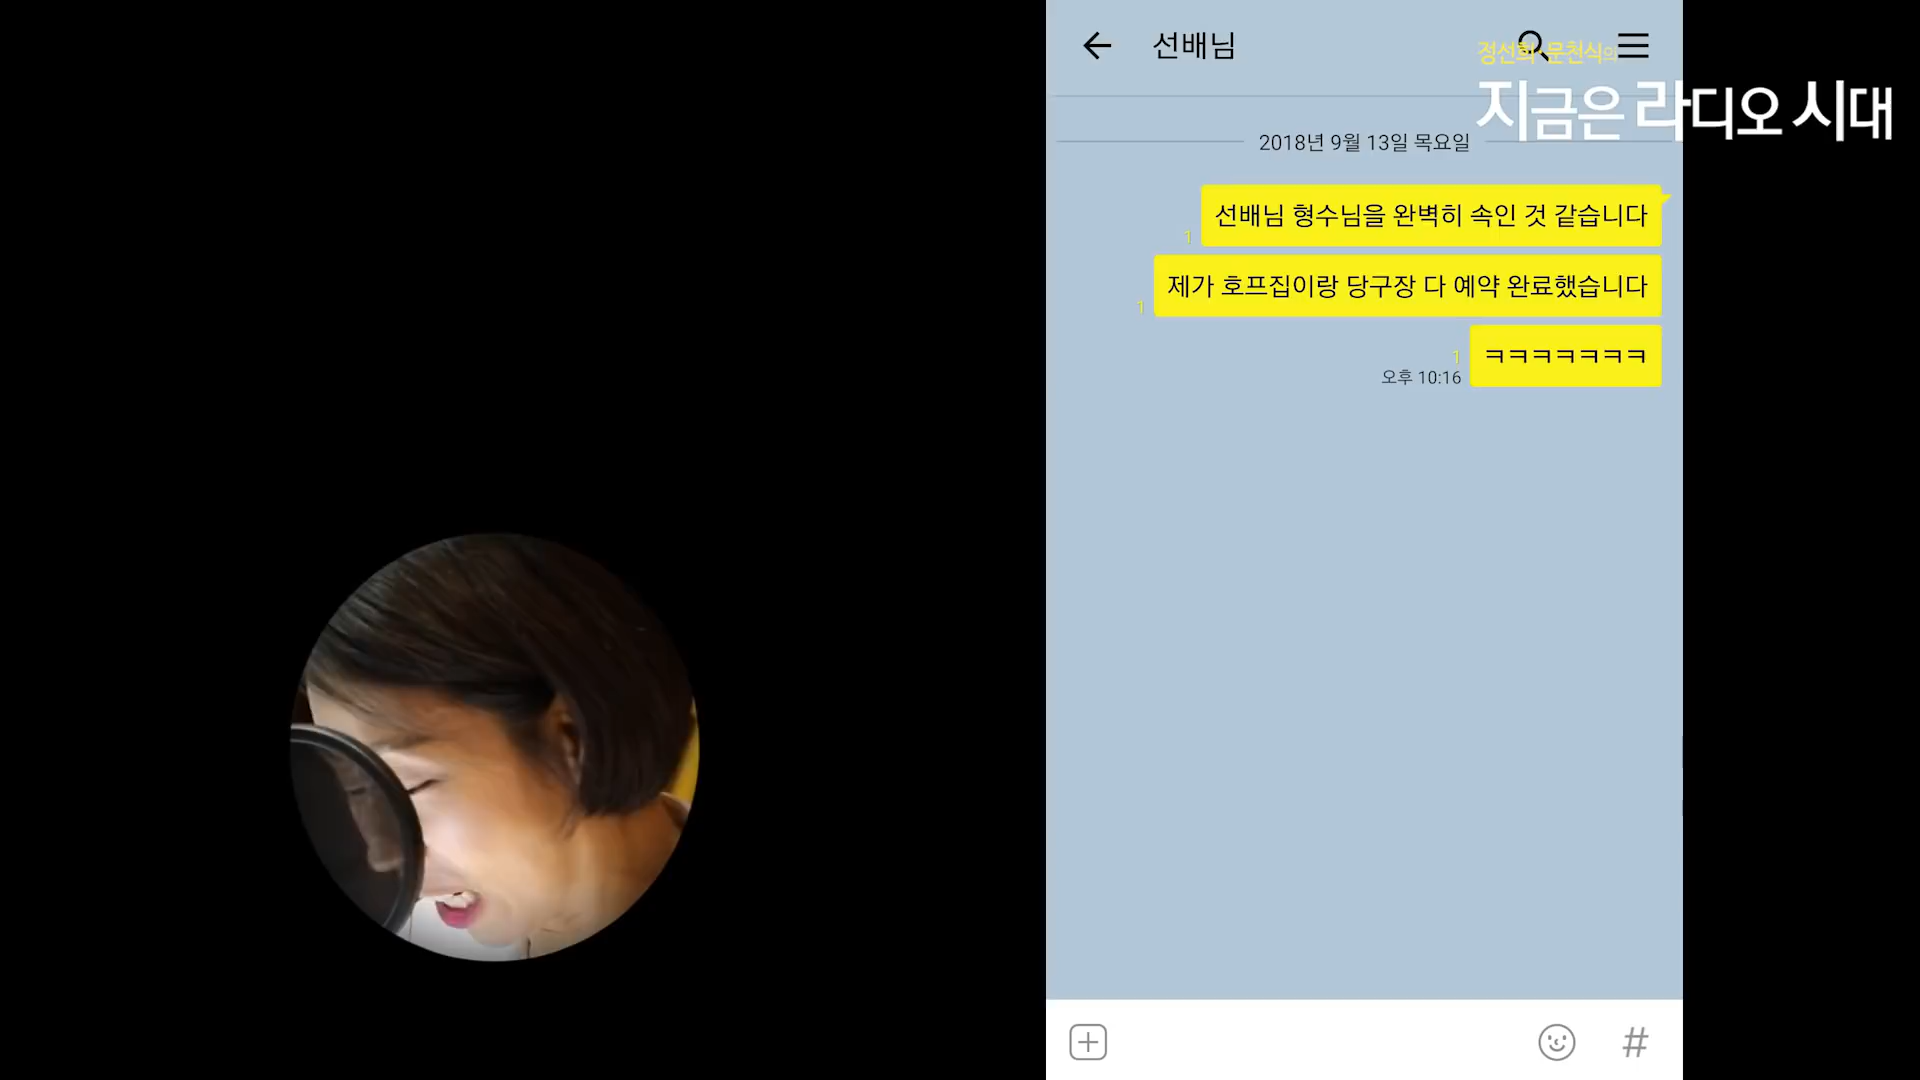 선배님
정선희·문천식의
지금은 라디오 시대
2018년 9월 13일 목요일
선배님 형수님을 완벽히 속인 것 같습니다
1
제가 호프집이랑 당구장 다 예약 완료했습니다
1
ㅋㅋㅋㅋㅋㅋㅋ
1
오후 10:16
#